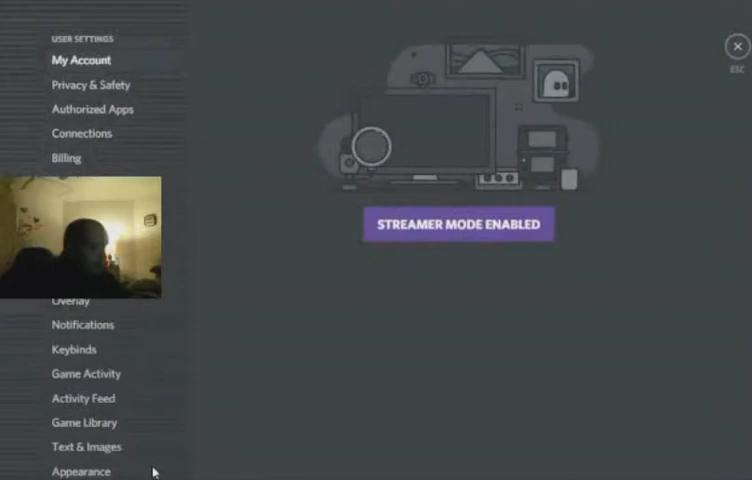 USER SETTINGS
My Account
ESC
Privacy & Safety
Authorized Apps
Connections
Billing
STREAMER MODE ENABLED
Overlay
Notifications
Keybinds
Game Activity
Activity Feed
Game Library
Text & Images
Appearance